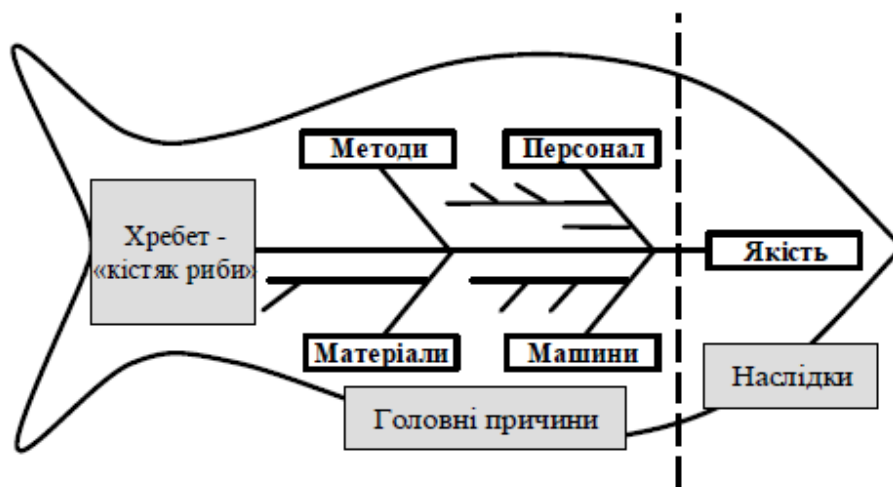 Методи
Персонал
Хребет -
«кістяк риби»
Якість
Матеріали
Машини
Наслідки
Головні причини